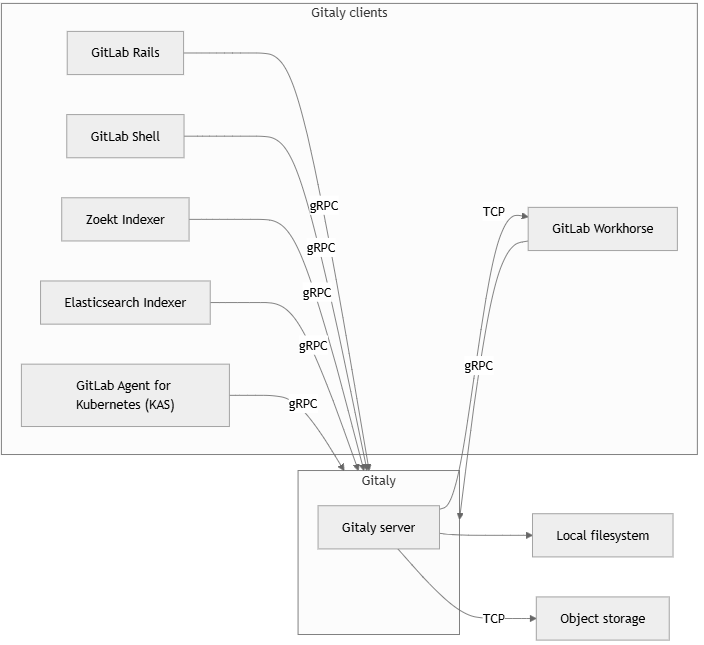 Gitaly clients
GitLab Rails
GitLab Shell
gRPC
TCP
Zoekt Indexer
GitLab Workhorse
gRPC
gRPC
Elasticsearch Indexer
gRPC
gRPC
GitLab Agent for
Kubernetes (KAS)
gRPC
Gitaly
Gitaly server
Local filesystem
TCP
Object storage